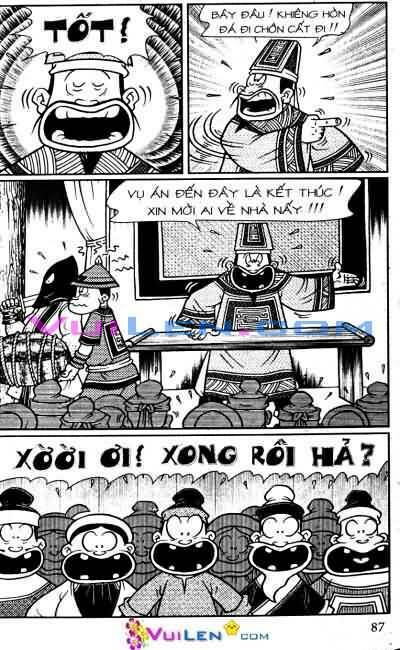 TỐT!
BÂY ĐÂU! KHIÊNG HÒN
ĐÁ ĐI CHÔN CẤT ĐI!!
VỤ ÁN ĐẾN ĐÂY LÀ KẾT THÚC!
XIN MỜI AI VỀ NHÀ NẤY!!!
VUILEN.COM
XỜỜI ƠI! XONG RỒI HẢ?
87
VUILEN.COM